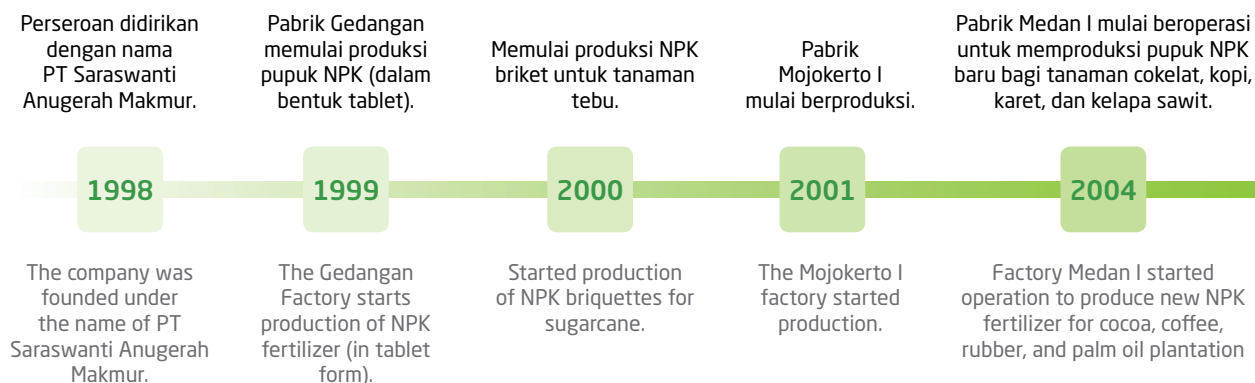 Perseroan didirikan
dengan nama
PT Saraswanti
Anugerah Makmur.
Pabrik Gedangan
memulai produksi
pupuk NPK (dalam
bentuk tablet).
Memulai produksi NPK
briket untuk tanaman
tebu.
Pabrik
Mojokerto I
mulai berproduksi.
Pabrik Medan I mulai beroperasi
untuk memproduksi pupuk NPK
baru bagi tanaman cokelat, kopi,
karet, dan kelapa sawit.
1998
1999
2000
2001
2004
The company was
founded under
the name of PT
Saraswanti Anugerah
Makmur.
The Gedangan
Factory starts
production of NPK
fertilizer (in tablet
form).
Started production
of NPK briquettes for
sugarcane.
The Mojokerto I
factory started
production.
Factory Medan I started
operation to produce new NPK
fertilizer for cocoa, coffee,
rubber, and palm oil plantation